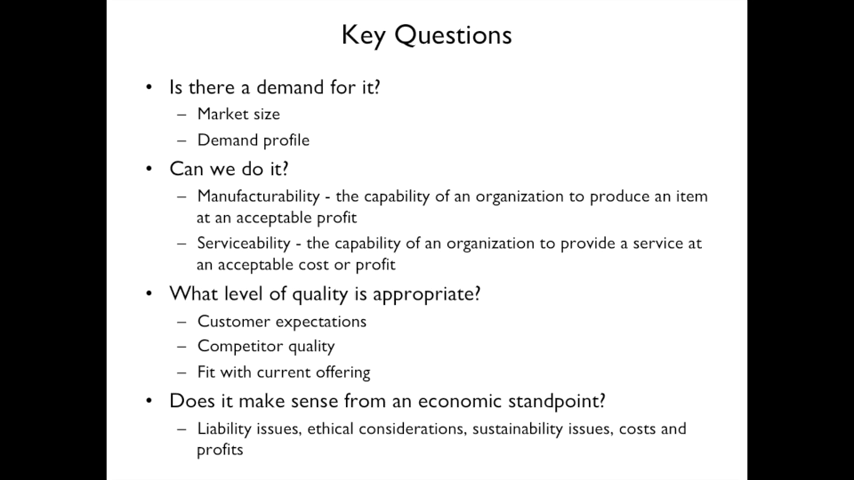 Key Questions
• Is there a demand for it?
– Market size
– Demand profile
• Can we do it?
– Manufacturability - the capability of an organization to produce an item
at an acceptable profit
– Serviceability - the capability of an organization to provide a service at
an acceptable cost or profit
• What level of quality is appropriate?
– Customer expectations
– Competitor quality
– Fit with current offering
• Does it make sense from an economic standpoint?
– Liability issues, ethical considerations, sustainability issues, costs and
profits